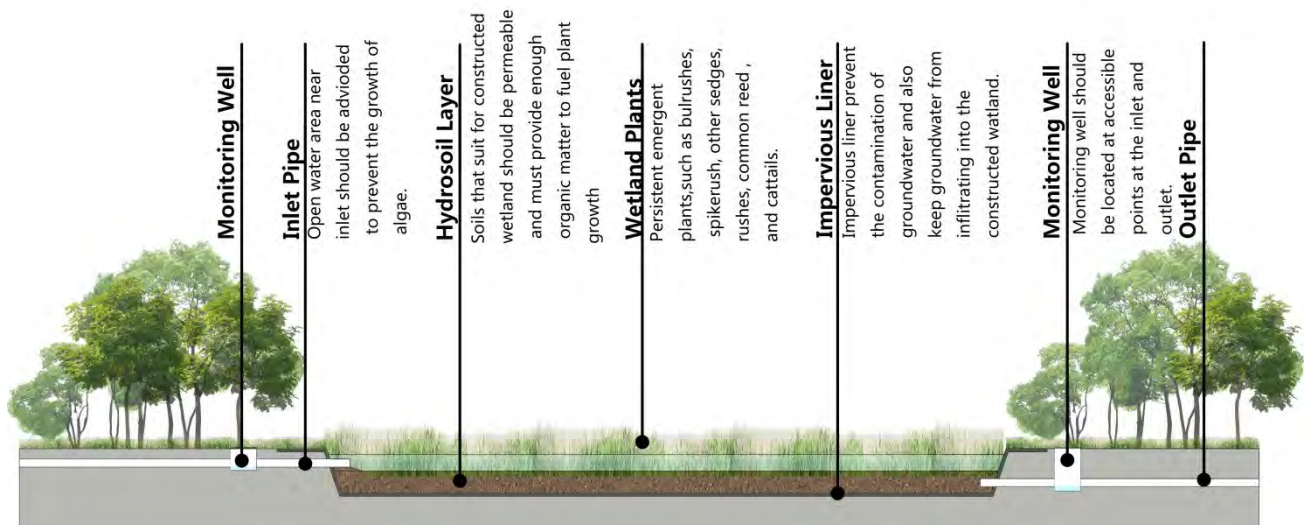 Monitoring Well
Inlet Pipe
Open water area near
inlet should be advioded
to prevent the growth of
algae.
Hydrosoil Layer
Soils that suit for constructed
wetland should be permeable
and must provide enough
organic matter to fuel plant
growth
Wetland Plants
Persistent emergent
plants,such as bulrushes,
spikerush, other sedges,
rushes, common reed ,
and cattails.
Impervious Liner
Impervious liner prevent
the contamination of
groundwater and also
keep groundwater from
inflitrating into the
constructed watland.
Monitoring Well
Monitoring well should
be located at accessible
points at the inlet and
outlet.
Outlet Pipe